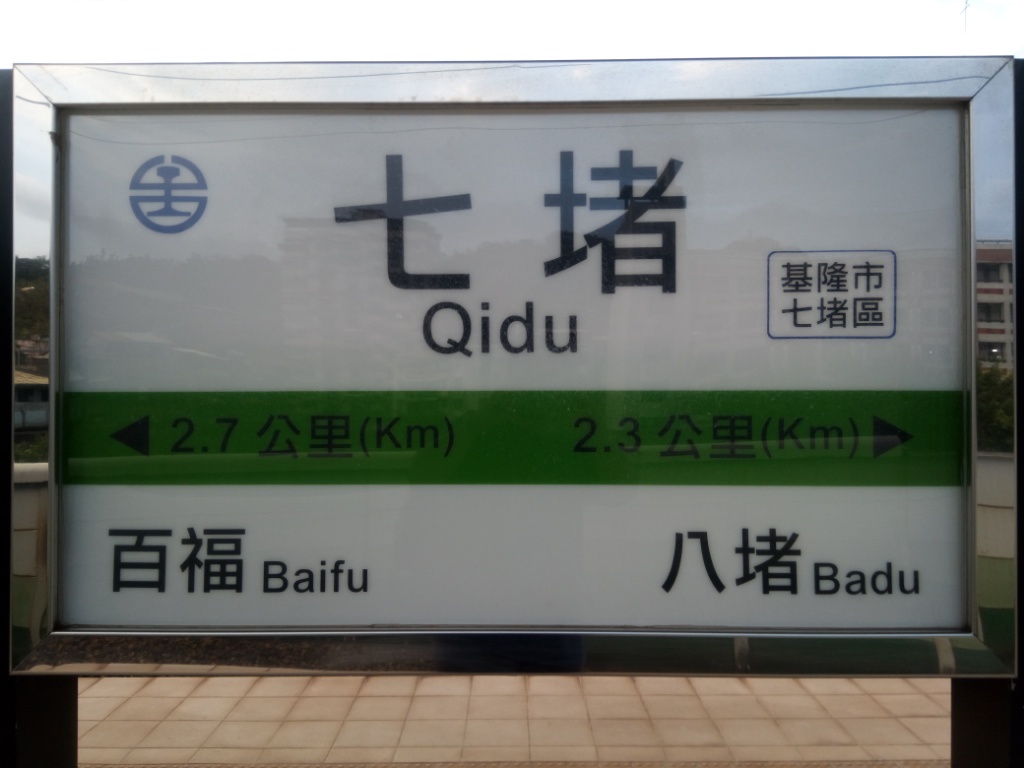 七堵
Qidu
基隆市
七堵區
◀ 2.7 公里(Km)
2.3 公里(Km) ▶
百福 Baifu
八堵 Badu